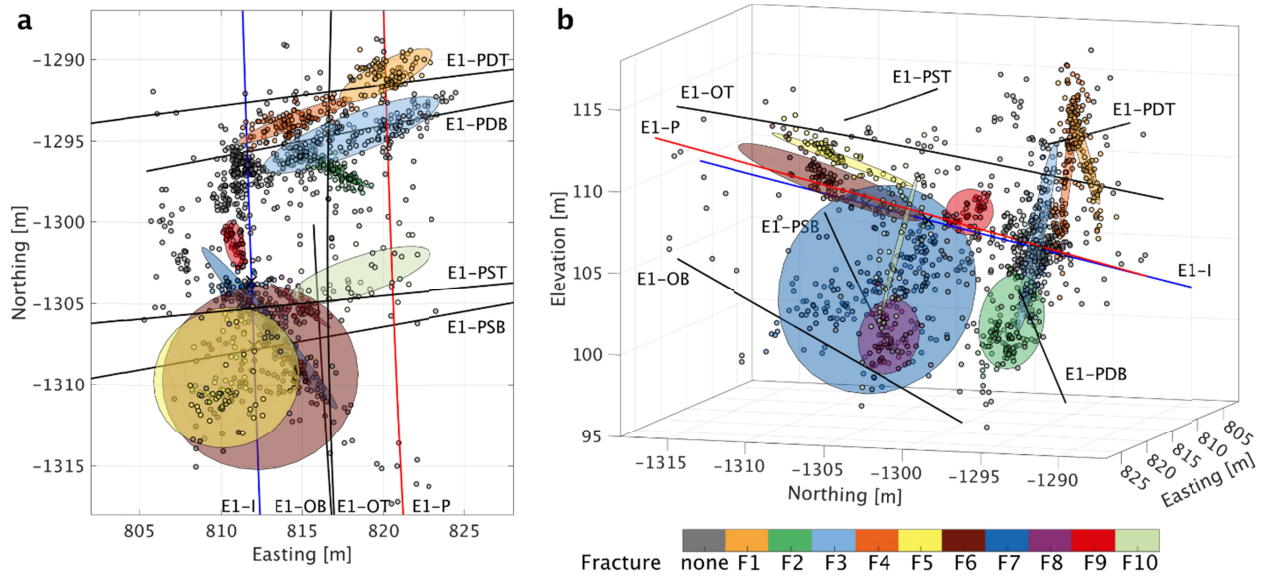 a
E1-PDT
E1-PDB
E1-PST
E1-PSB
E1-I
E1-OB
E1-OT
E1-P
−1290
−1295
−1300
−1305
−1310
−1315
Northing [m]
805
810
815
820
825
Easting [m]
b
E1-PST
E1-OT
E1-PDT
E1-P
E1-PSB
E1-OB
E1-I
E1-PDB
115
110
105
100
95
Elevation [m]
−1315
−1310
−1305
−1300
−1295
−1290
Northing [m]
805
810
815
820
825
Easting [m]
Fracture none F1 F2 F3 F4 F5 F6 F7 F8 F9 F10